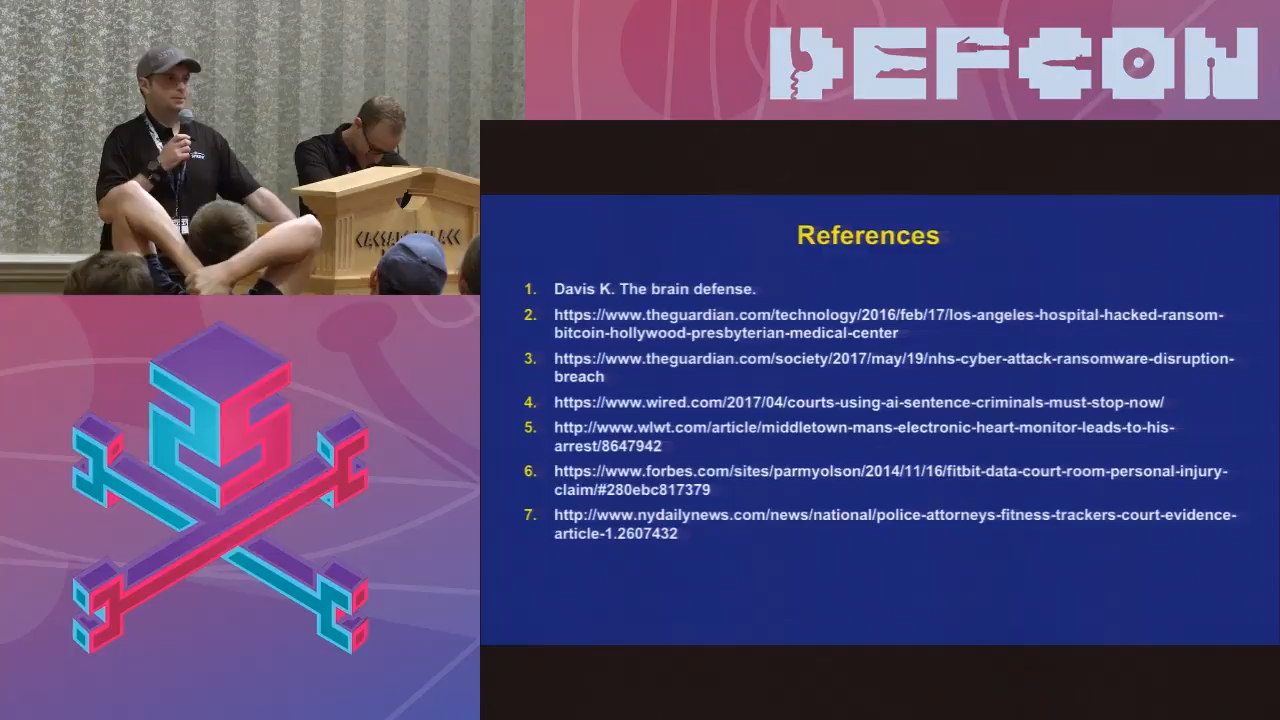 DEFCON
CAESARS PALACE
References
1. Davis K. The brain defense.
2. https://www.theguardian.com/technology/2016/feb/17/los-angeles-hospital-hacked-ransom-
bitcoin-hollywood-presbyterian-medical-center
3. https://www.theguardian.com/society/2017/may/19/nhs-cyber-attack-ransomware-disruption-
breach
4. https://www.wired.com/2017/04/courts-using-ai-sentence-criminals-must-stop-now/
5. http://www.wlwt.com/article/middletown-mans-electronic-heart-monitor-leads-to-his-
arrest/8647942
6. https://www.forbes.com/sites/parmyolson/2014/11/16/fitbit-data-court-room-personal-injury-
claim/#280ebc817379
7. http://www.nydailynews.com/news/national/police-attorneys-fitness-trackers-court-evidence-
article-1.2607432